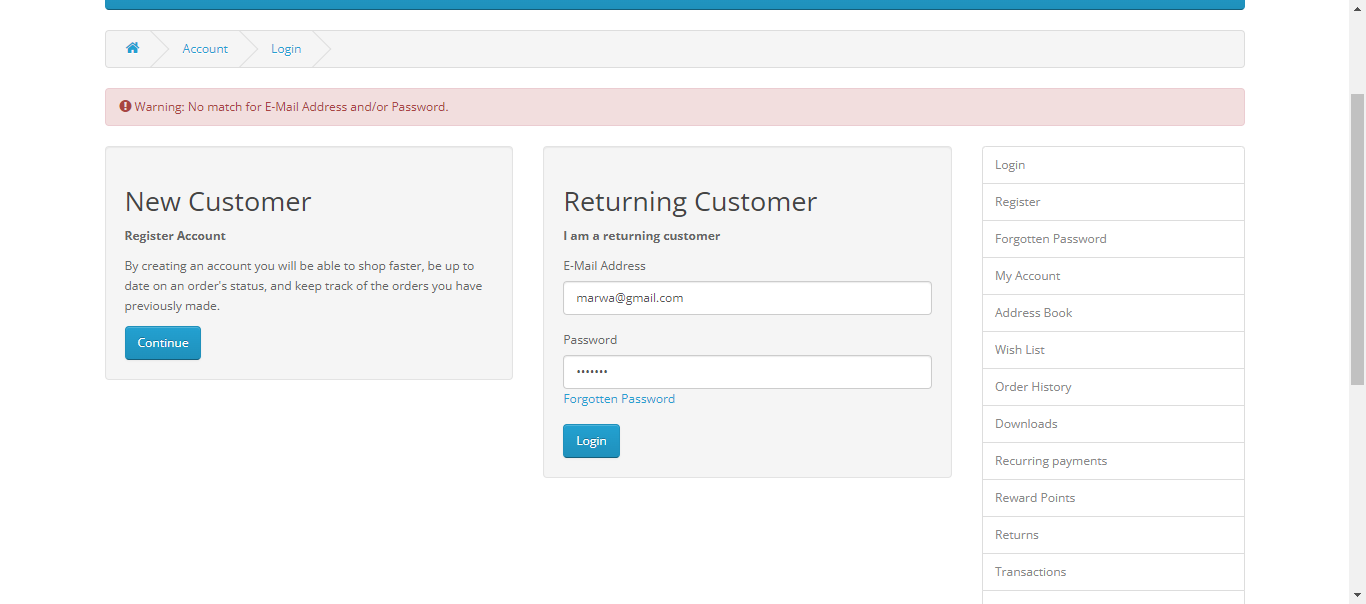 Account
Login
Warning: No match for E-Mail Address and/or Password.
New Customer
Register Account
By creating an account you will be able to shop faster, be up to
date on an order's status, and keep track of the orders you have
previously made.
Continue
Returning Customer
I am a returning customer
E-Mail Address
marwa@gmail.com
Password
•••••••
Forgotten Password
Login
Login
Register
Forgotten Password
My Account
Address Book
Wish List
Order History
Downloads
Recurring payments
Reward Points
Returns
Transactions